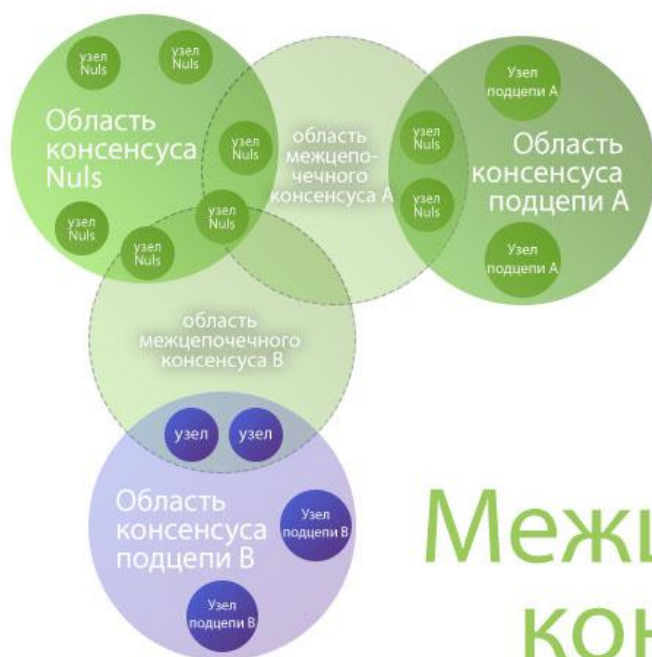 узел
Nuls
узел
Nuls
Область
консенсуса
Nuls
узел
Nuls
узел
Nuls
узел
Nuls
узел
Nuls
область
межцепо-
чечного
консенсуса А
узел
Nuls
узел
Nuls
Узел
подцепи А
Область
консенсуса
подцепи А
Узел
подцепи А
область
межцепочечного
консенсуса В
узел
узел
Область
консенсуса
подцепи В
Узел
подцепи В
Узел
подцепи В